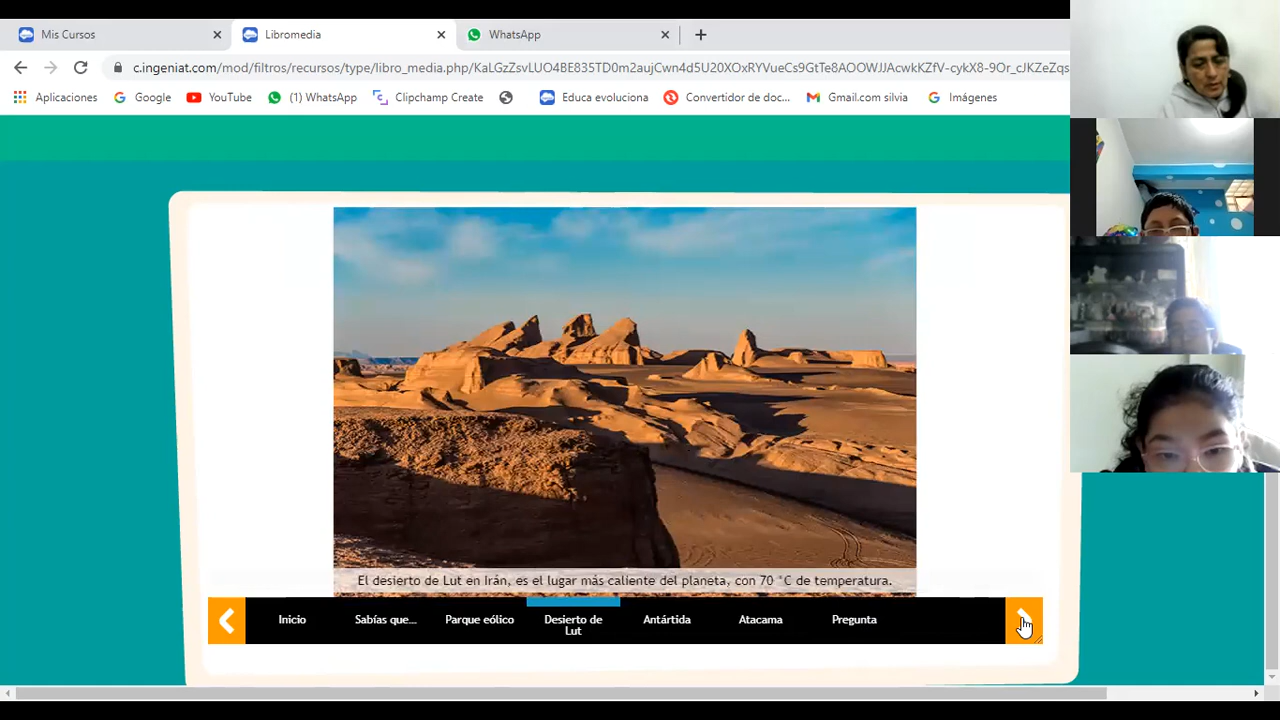 Mis Cursos
Libromedia
WhatsApp
c.ingeniat.com/mod/filtros/recursos/type/libro_media.php/KaLGzZsvLUO4BE835TD0m2aujCwn4d5U20XOxRYVueCs9GtTe8AOOWJJAcwkKZfV-cykX8-9Or_cJKZeZqs
Aplicaciones
Google
YouTube
(1) WhatsApp
Clipchamp Create
Educa evoluciona
Convertidor de doc...
Gmail.com silvia
Imágenes
El desierto de Lut en Irán, es el lugar más caliente del planeta, con 70 °C de temperatura.
Inicio
Sabías que...
Parque eólico
Desierto de
Lut
Antártida
Atacama
Pregunta